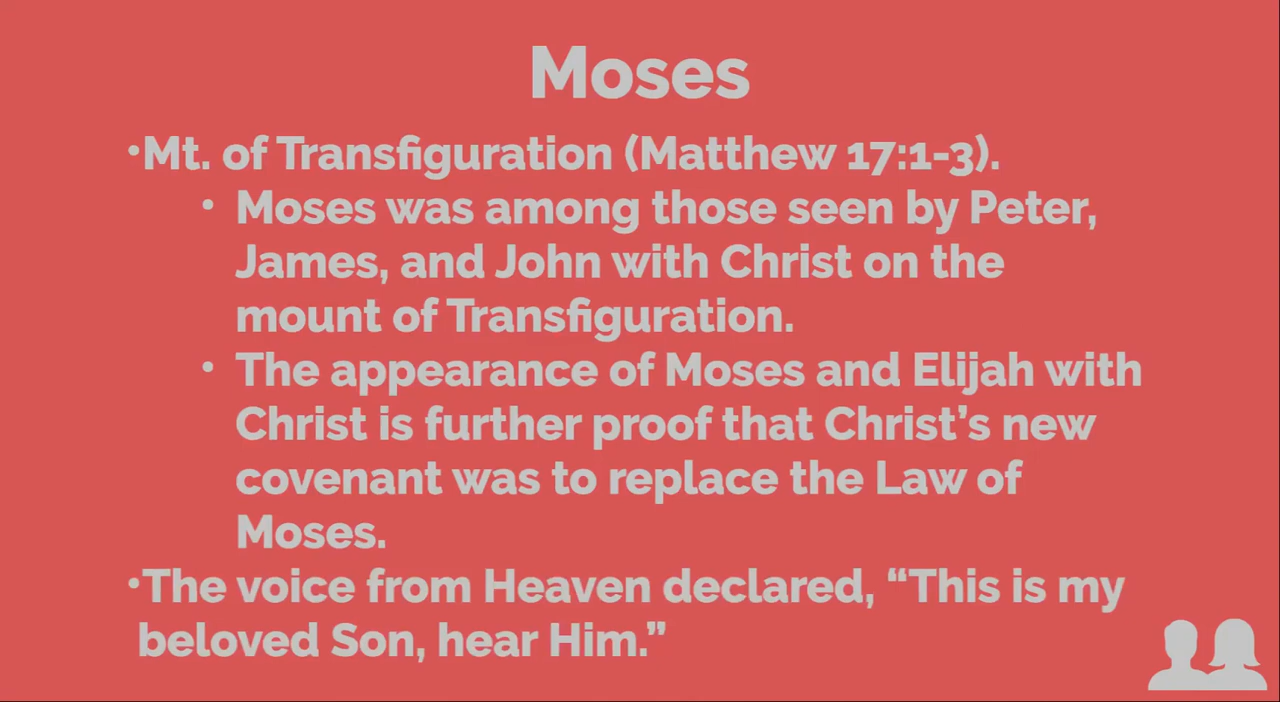 Moses
•Mt. of Transfiguration (Matthew 17:1-3).
• Moses was among those seen by Peter,
James, and John with Christ on the
mount of Transfiguration.
• The appearance of Moses and Elijah with
Christ is further proof that Christ’s new
covenant was to replace the Law of
Moses.
•The voice from Heaven declared, “This is my
beloved Son, hear Him.”